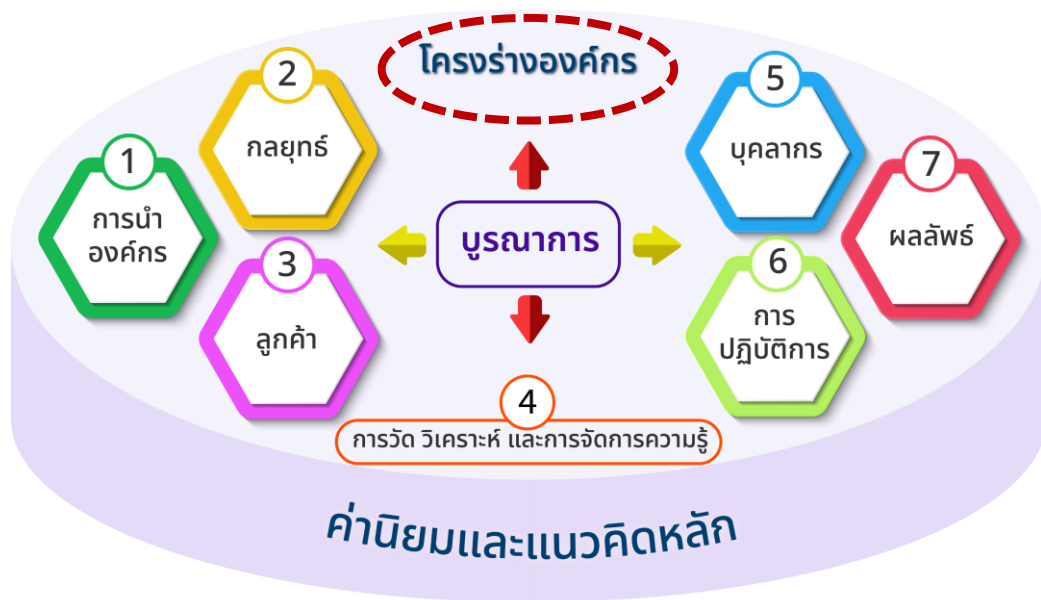 โครงร่างองค์กร
1
การนำ
องค์กร
2
กลยุทธ์
3
ลูกค้า
บูรณาการ
5
บุคลากร
6
การ
ปฏิบัติการ
7
ผลลัพธ์
4
การวัด วิเคราะห์ และการจัดการความรู้
ค่านิยมและแนวคิดหลัก